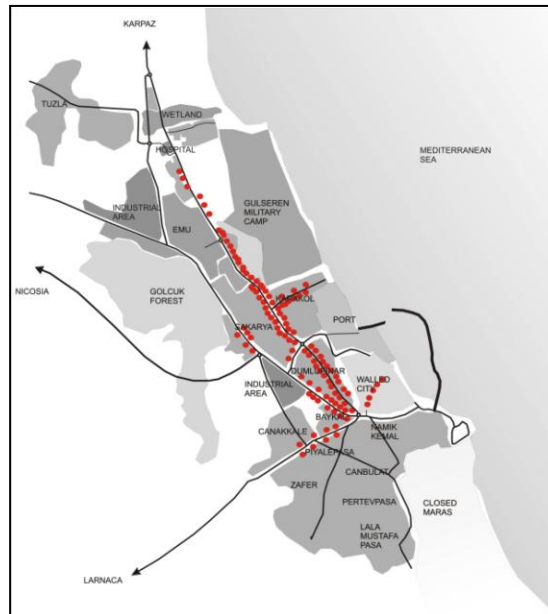 KARPAZ
TUZLA
WETLAND
MEDITERRANEAN
SEA
HOSPITAL
INDUSTRIAL
AREA
GULSEREN
MILITARY
CAMP
EMU
NICOSIA
GOLCUK
FOREST
KARAKOL
PORT
SAKARYA
DUMLUPINAR
WALLED
CITY
INDUSTRIAL
AREA
BAYKAL
NAMIK
KEMAL
CANAKKALE
PIYALEPASA
CANBULAT
ZAFER
PERTEVPASA
CLOSED
MARAS
LALA
MUSTAFA
PASA
LARNACA